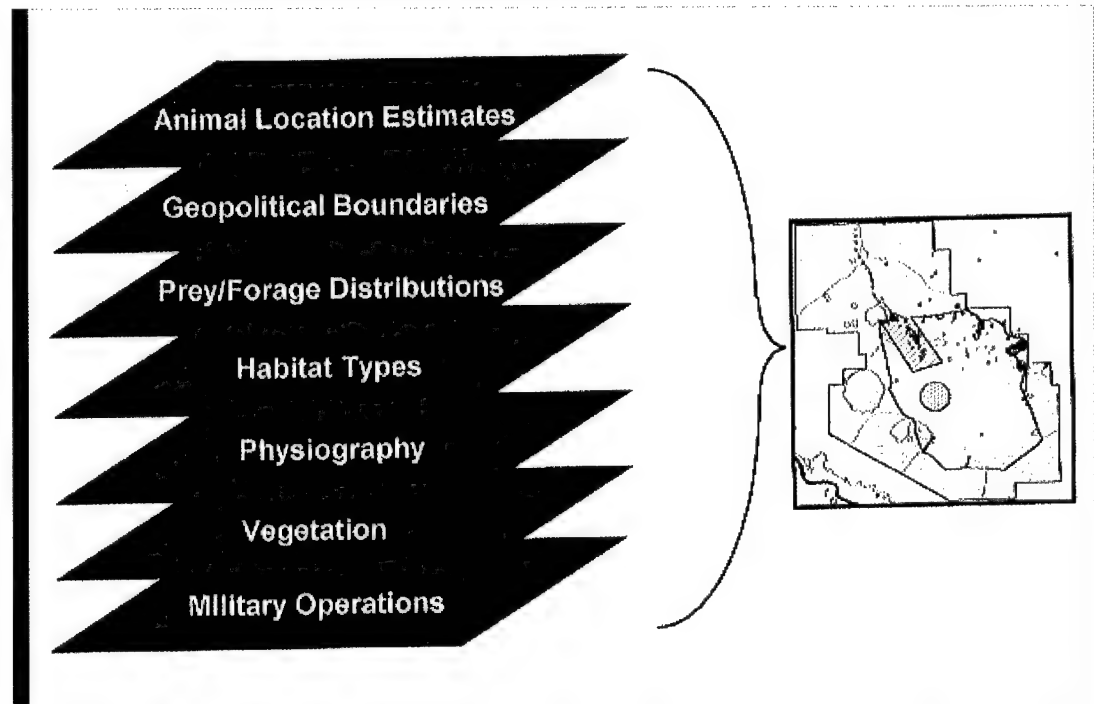 Animal Location Estimates
Geopolitical Boundaries
Prey/Forage Distributions
Habitat Types
Physiography
Vegetation
Military Operations